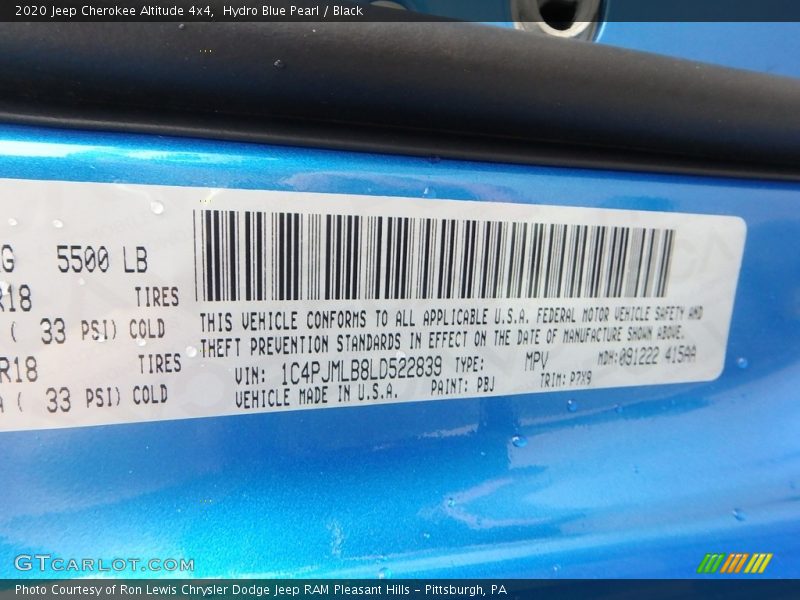 2020 Jeep Cherokee Altitude 4x4,  Hydro Blue Pearl / Black
5500 LB
R18 TIRES
( 33 PSI) COLD
R18 TIRES
( 33 PSI) COLD
THIS VEHICLE CONFORMS TO ALL APPLICABLE U.S.A. FEDERAL MOTOR VEHICLE SAFETY AND
THEFT PREVENTION STANDARDS IN EFFECT ON THE DATE OF MANUFACTURE SHOWN ABOVE.
VIN: 1C4PJMLB8LD522839 TYPE: MPV MDH:091222 415AA
VEHICLE MADE IN U.S.A. PAINT: PBJ TRIM: P7X9
GTCARLOT.COM
Photo Courtesy of Ron Lewis Chrysler Dodge Jeep RAM Pleasant Hills - Pittsburgh, PA